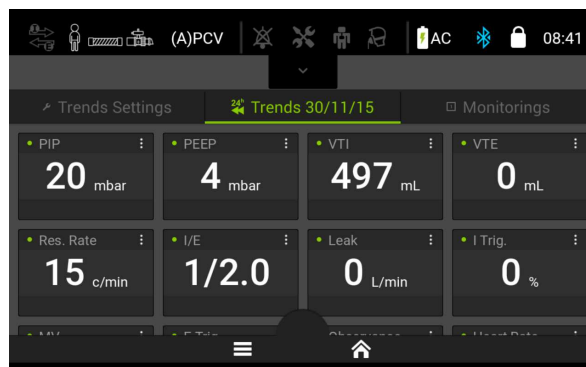 (A)PCV AC 08:41
Trends Settings 24h Trends 30/11/15 Monitorings
PIP PEEP VTI VTE
20 mbar 4 mbar 497 mL 0 mL
Res. Rate I/E Leak I Trig.
15 c/min 1/2.0 0 L/min 0 %